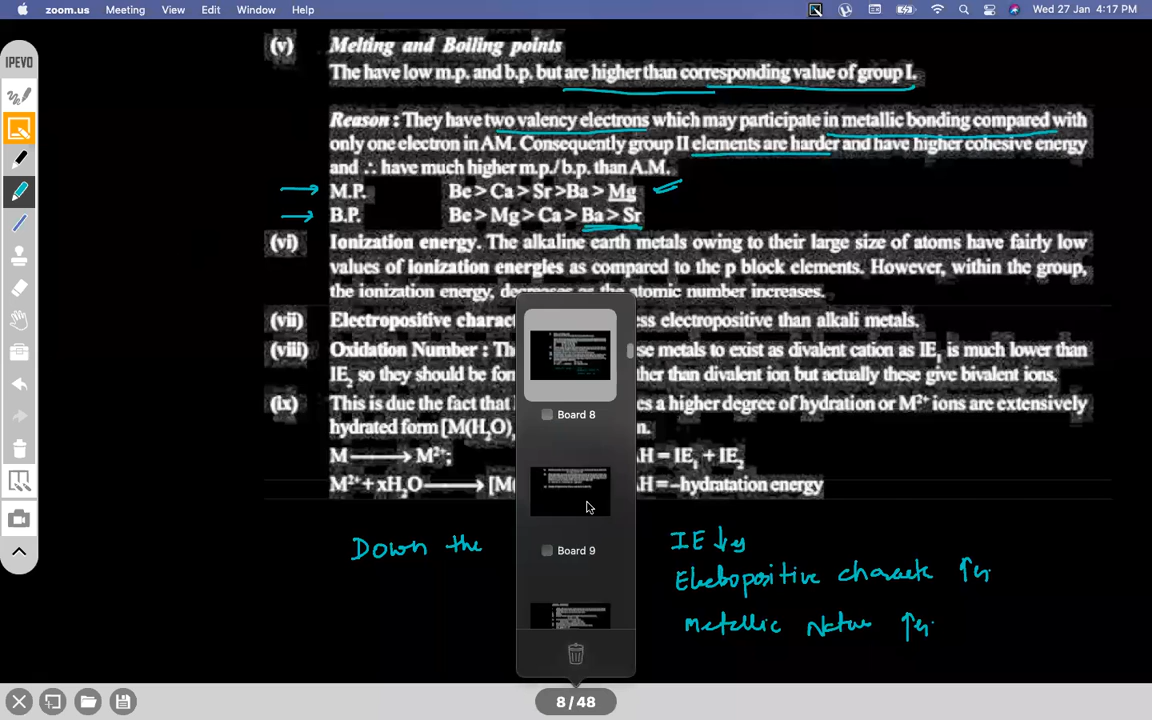 zoom.us Meeting View Edit Window Help Wed 27 Jan 4:17 PM
IPEVO
(v) Melting and Boiling points
The have low m.p. and b.p. but are higher than corresponding value of group I.
Reason : They have two valency electrons which may participate in metallic bonding compared with
only one electron in AM. Consequently group II elements are harder and have higher cohesive energy
and ∴ have much higher m.p./ b.p. than A.M.
M.P. Be > Ca > Sr >Ba > Mg
B.P. Be > Mg > Ca > Ba > Sr
(vi) Ionization energy. The alkaline earth metals owing to their large size of atoms have fairly low
values of ionization energies as compared to the p block elements. However, within the group,
the ionization energy, decreases as the atomic number increases.
(vii) Electropositive charac ess electropositive than alkali metals.
(viii) Oxidation Number : The se metals to exist as divalent cation as IE₁ is much lower than
IE₂ so they should be for ther than divalent ion but actually these give bivalent ions.
(ix) This is due the fact that es a higher degree of hydration or M²⁺ ions are extensively
hydrated form [M(H₂O) n.
M ⟶ M²⁺; H = IE₁ + IE₂
M²⁺ + xH₂O ⟶ [M( H = –hydratation energy
Board 8
Board 9
Down the IE ↓es
Electropositive charactr ↑es
Metallic Nature ↑es
8 / 48